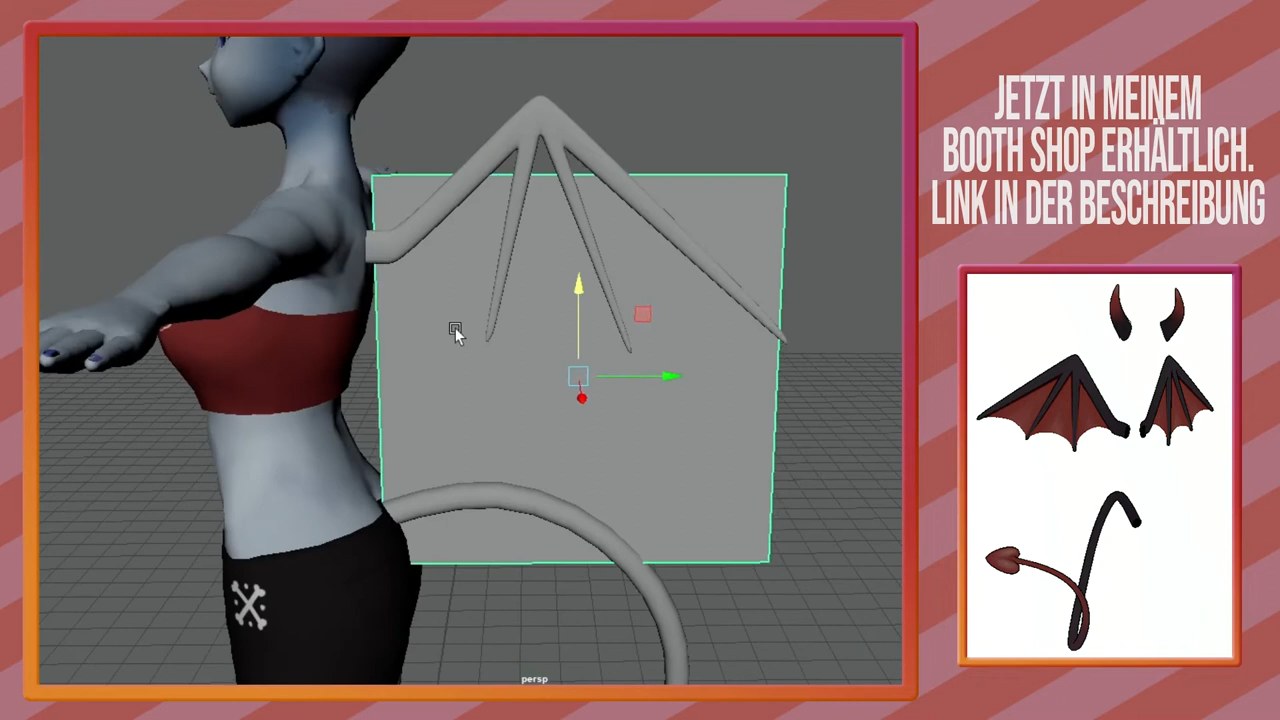 JETZT IN MEINEM
BOOTH SHOP ERHÄLTLICH.
LINK IN DER BESCHREIBUNG
persp